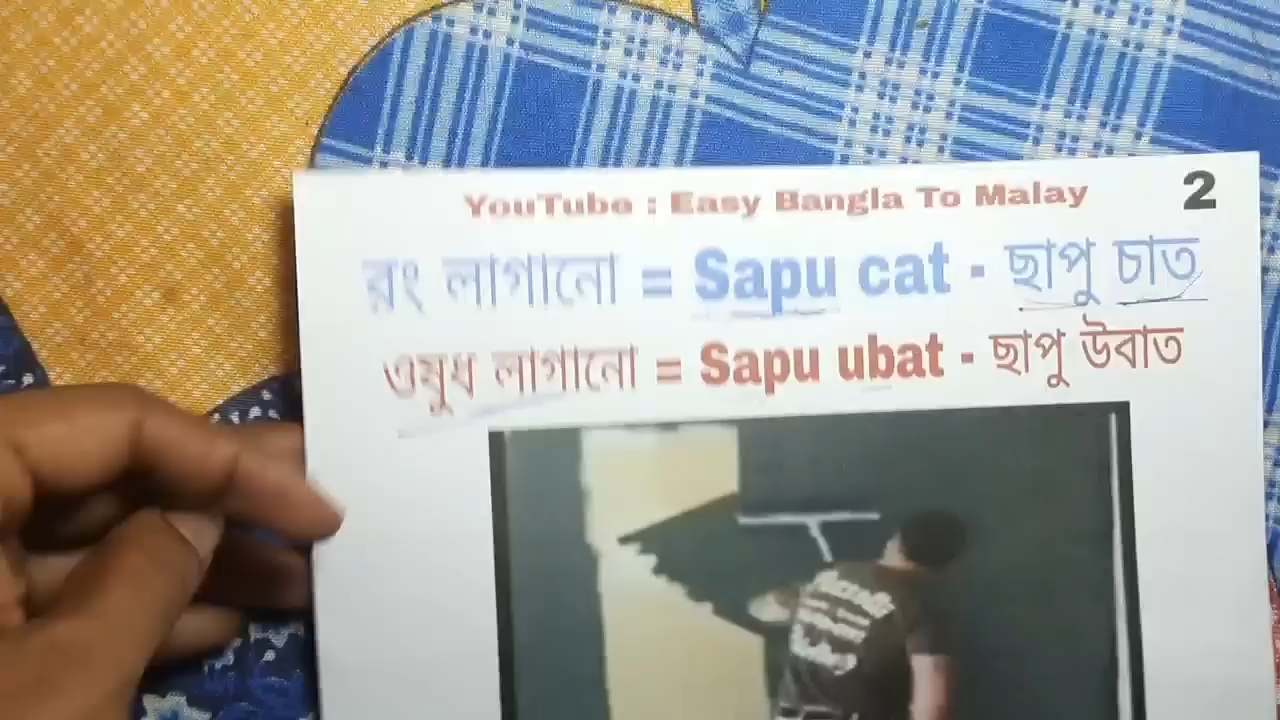 YouTube : Easy Bangla To Malay 2
রং লাগানো = Sapu cat - ছাপু চাত
ওষুধ লাগানো = Sapu ubat - ছাপু উবাত